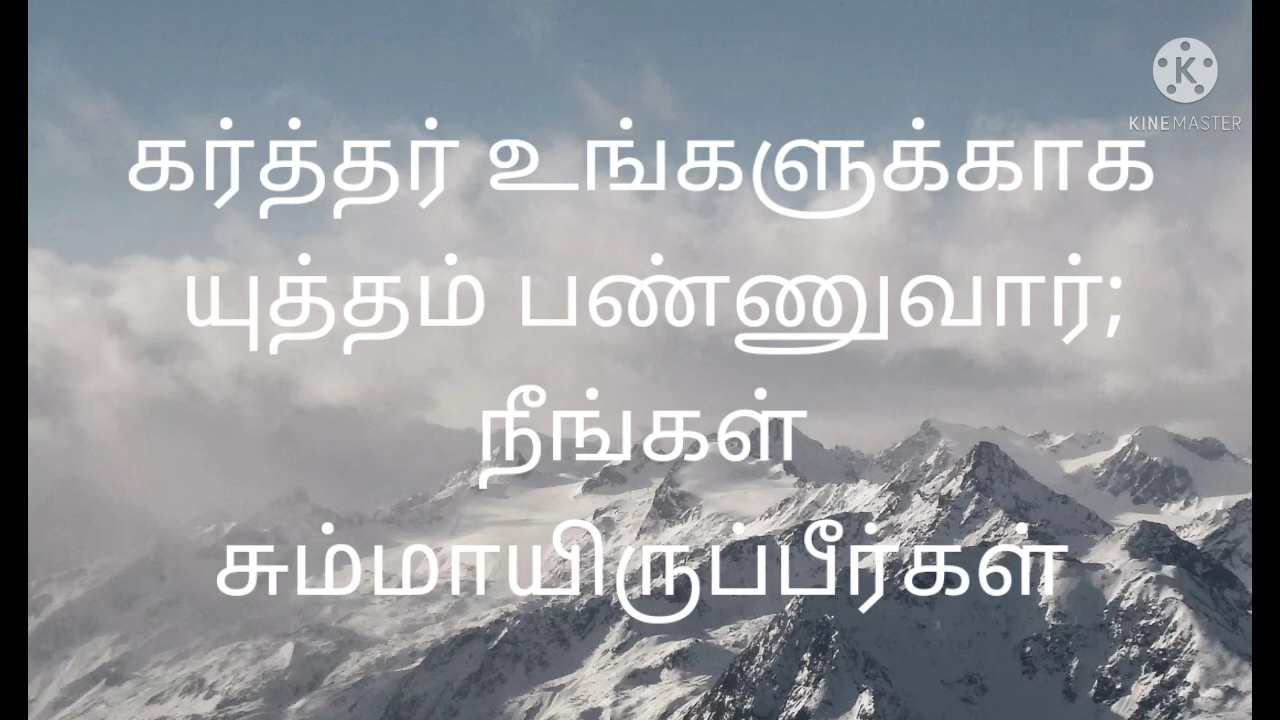 KINEMASTER
கர்த்தர் உங்களுக்காக
யுத்தம் பண்ணுவார்;
நீங்கள்
சும்மாயிருப்பீர்கள்